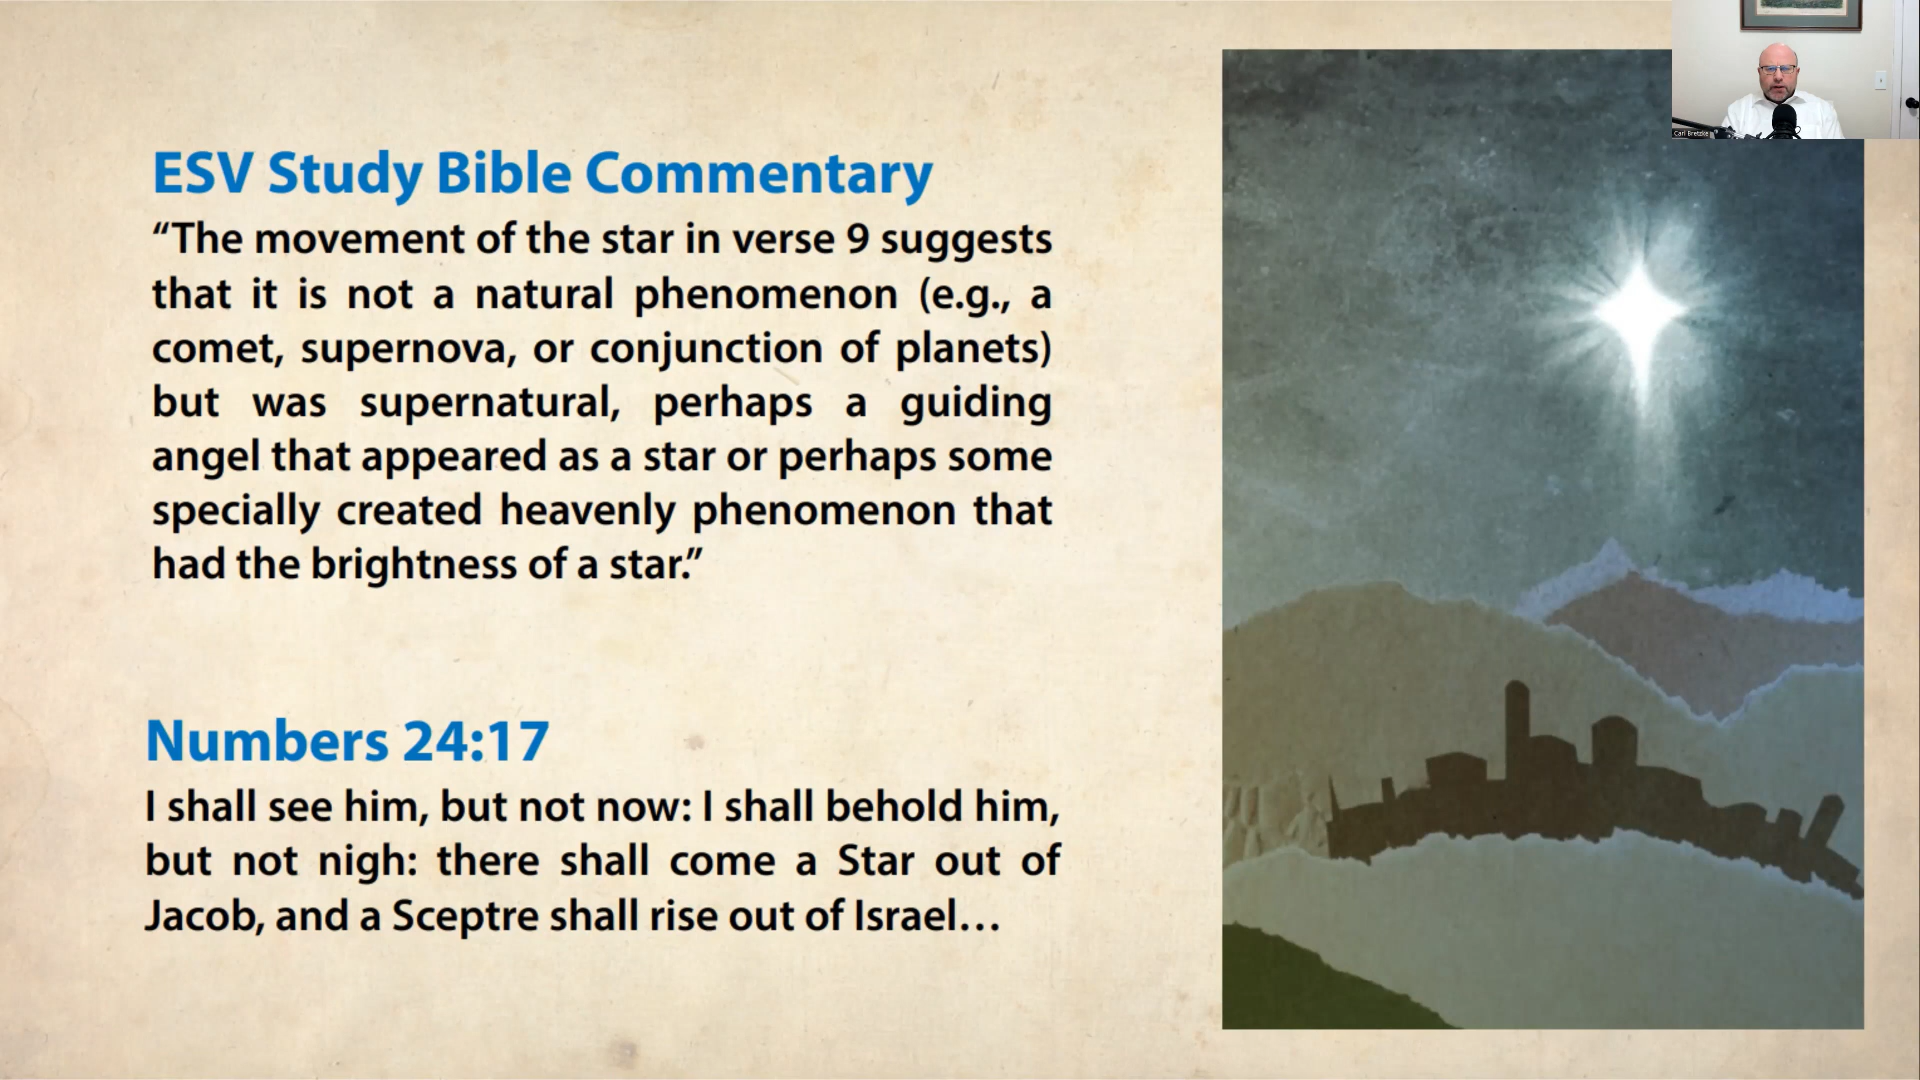 ESV Study Bible Commentary
“The movement of the star in verse 9 suggests
that it is not a natural phenomenon (e.g., a
comet, supernova, or conjunction of planets)
but was supernatural, perhaps a guiding
angel that appeared as a star or perhaps some
specially created heavenly phenomenon that
had the brightness of a star.”
Numbers 24:17
I shall see him, but not now: I shall behold him,
but not nigh: there shall come a Star out of
Jacob, and a Sceptre shall rise out of Israel…
Carl Bretzke